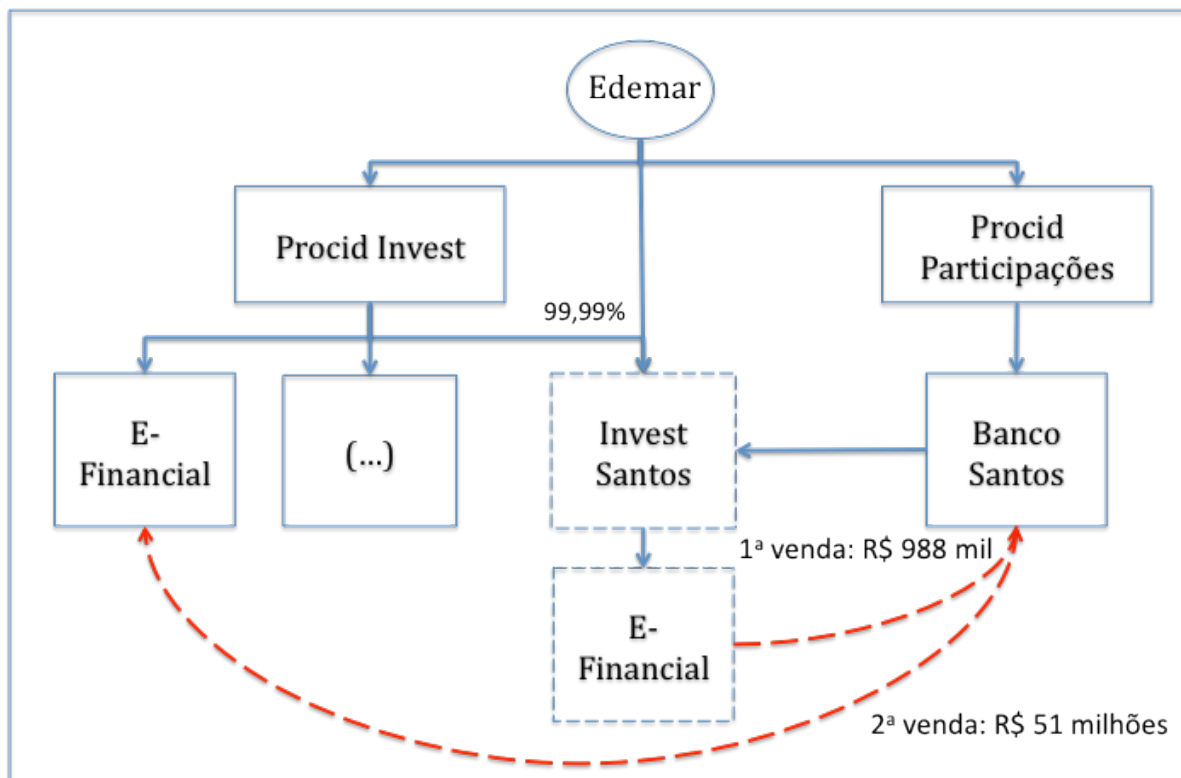 Edemar
Procid Invest
Procid
Participações
99,99%
E-
Financial
(...)
Invest
Santos
Banco
Santos
1ª venda: R$ 988 mil
E-
Financial
2ª venda: R$ 51 milhões